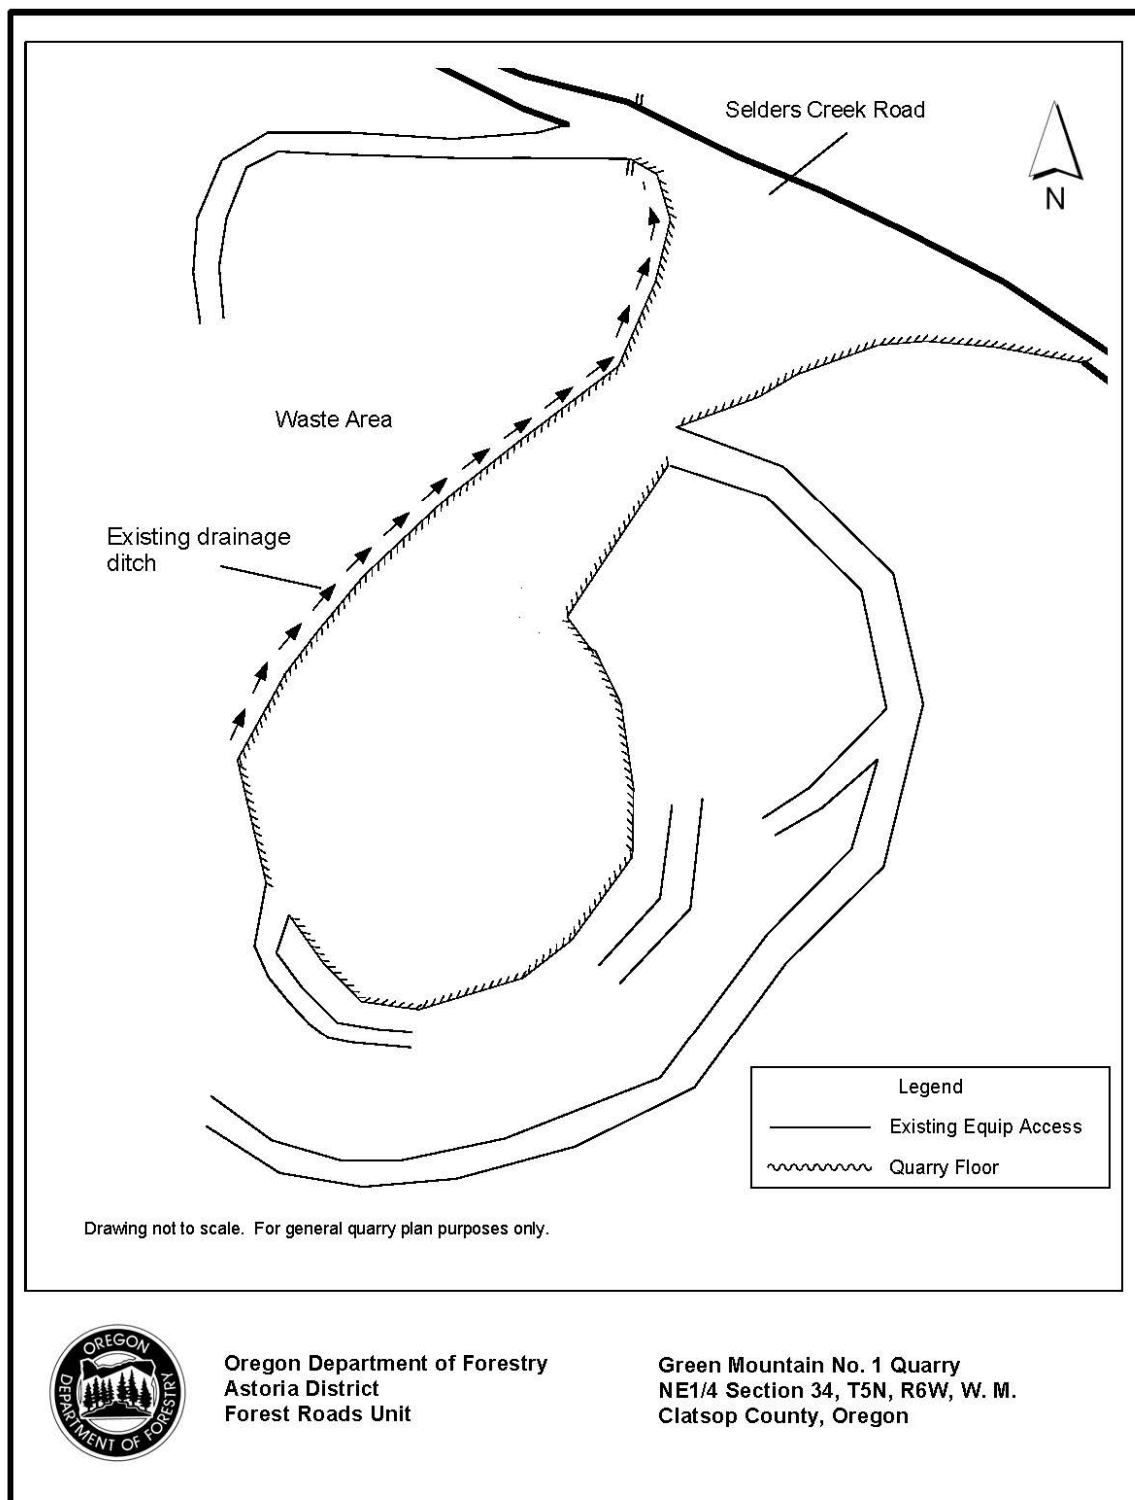 Selders Creek Road
N
Waste Area
Existing drainage
ditch
Legend
Existing Equip Access
Quarry Floor
Drawing not to scale.  For general quarry plan purposes only.
OREGON
DEPARTMENT OF FORESTRY
Oregon Department of Forestry
Astoria District
Forest Roads Unit
Green Mountain No. 1 Quarry
NE1/4 Section 34, T5N, R6W, W. M.
Clatsop County, Oregon